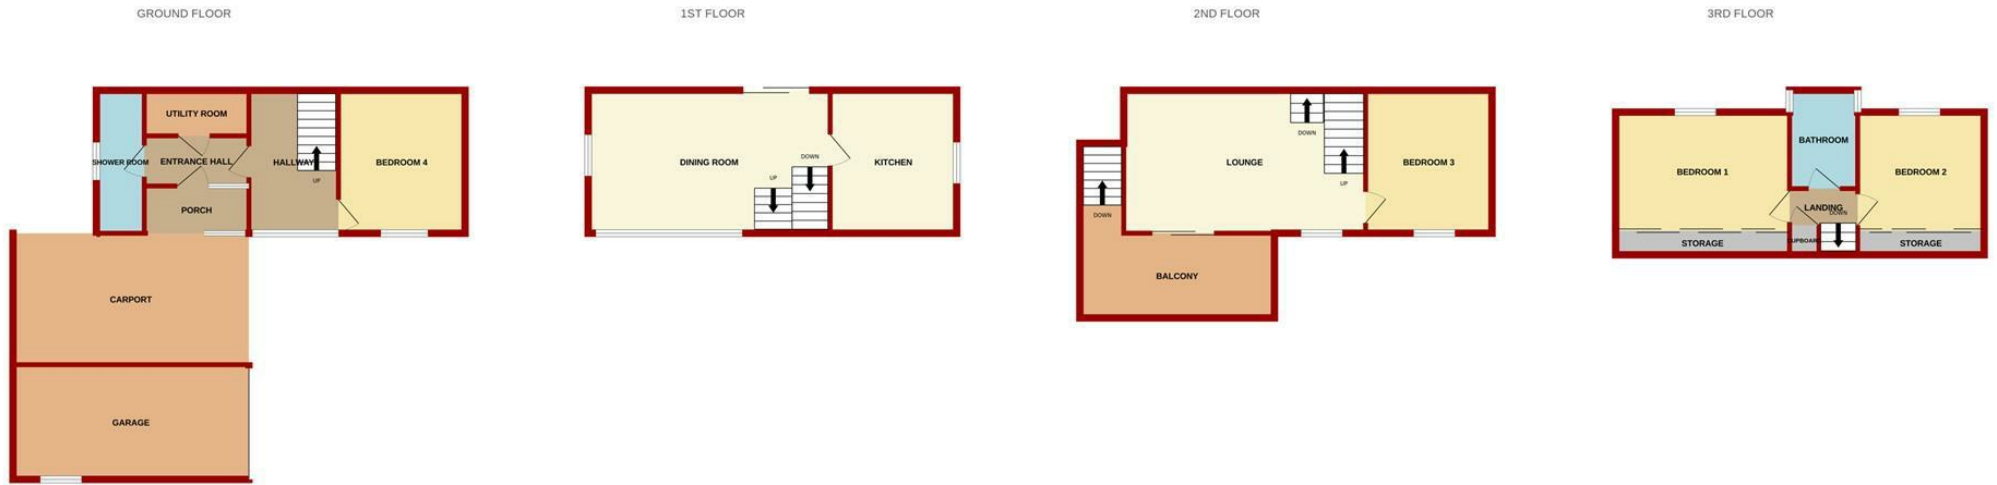 GROUND FLOOR
UTILITY ROOM
SHOWER ROOM
ENTRANCE HALL
HALLWAY
UP
BEDROOM 4
PORCH
CARPORT
GARAGE
1ST FLOOR
DINING ROOM
UP
DOWN
KITCHEN
2ND FLOOR
DOWN
LOUNGE
UP
BEDROOM 3
DOWN
BALCONY
3RD FLOOR
BATHROOM
BEDROOM 1
BEDROOM 2
LANDING
DOWN
STORAGE
STORAGE